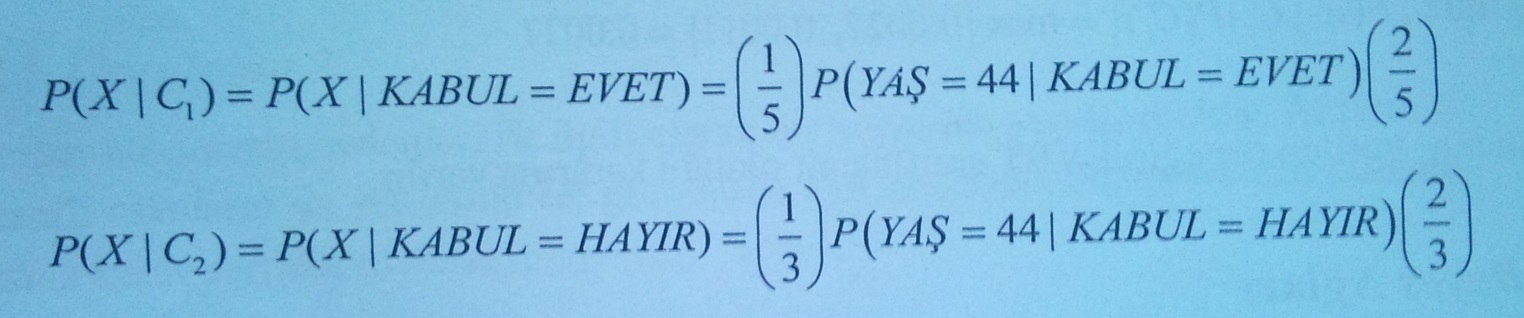 P(X | C₁) = P(X | KABUL = EVET) = (1/5) P(YAŞ = 44 | KABUL = EVET) (2/5)
P(X | C₂) = P(X | KABUL = HAYIR) = (1/3) P(YAŞ = 44 | KABUL = HAYIR) (2/3)